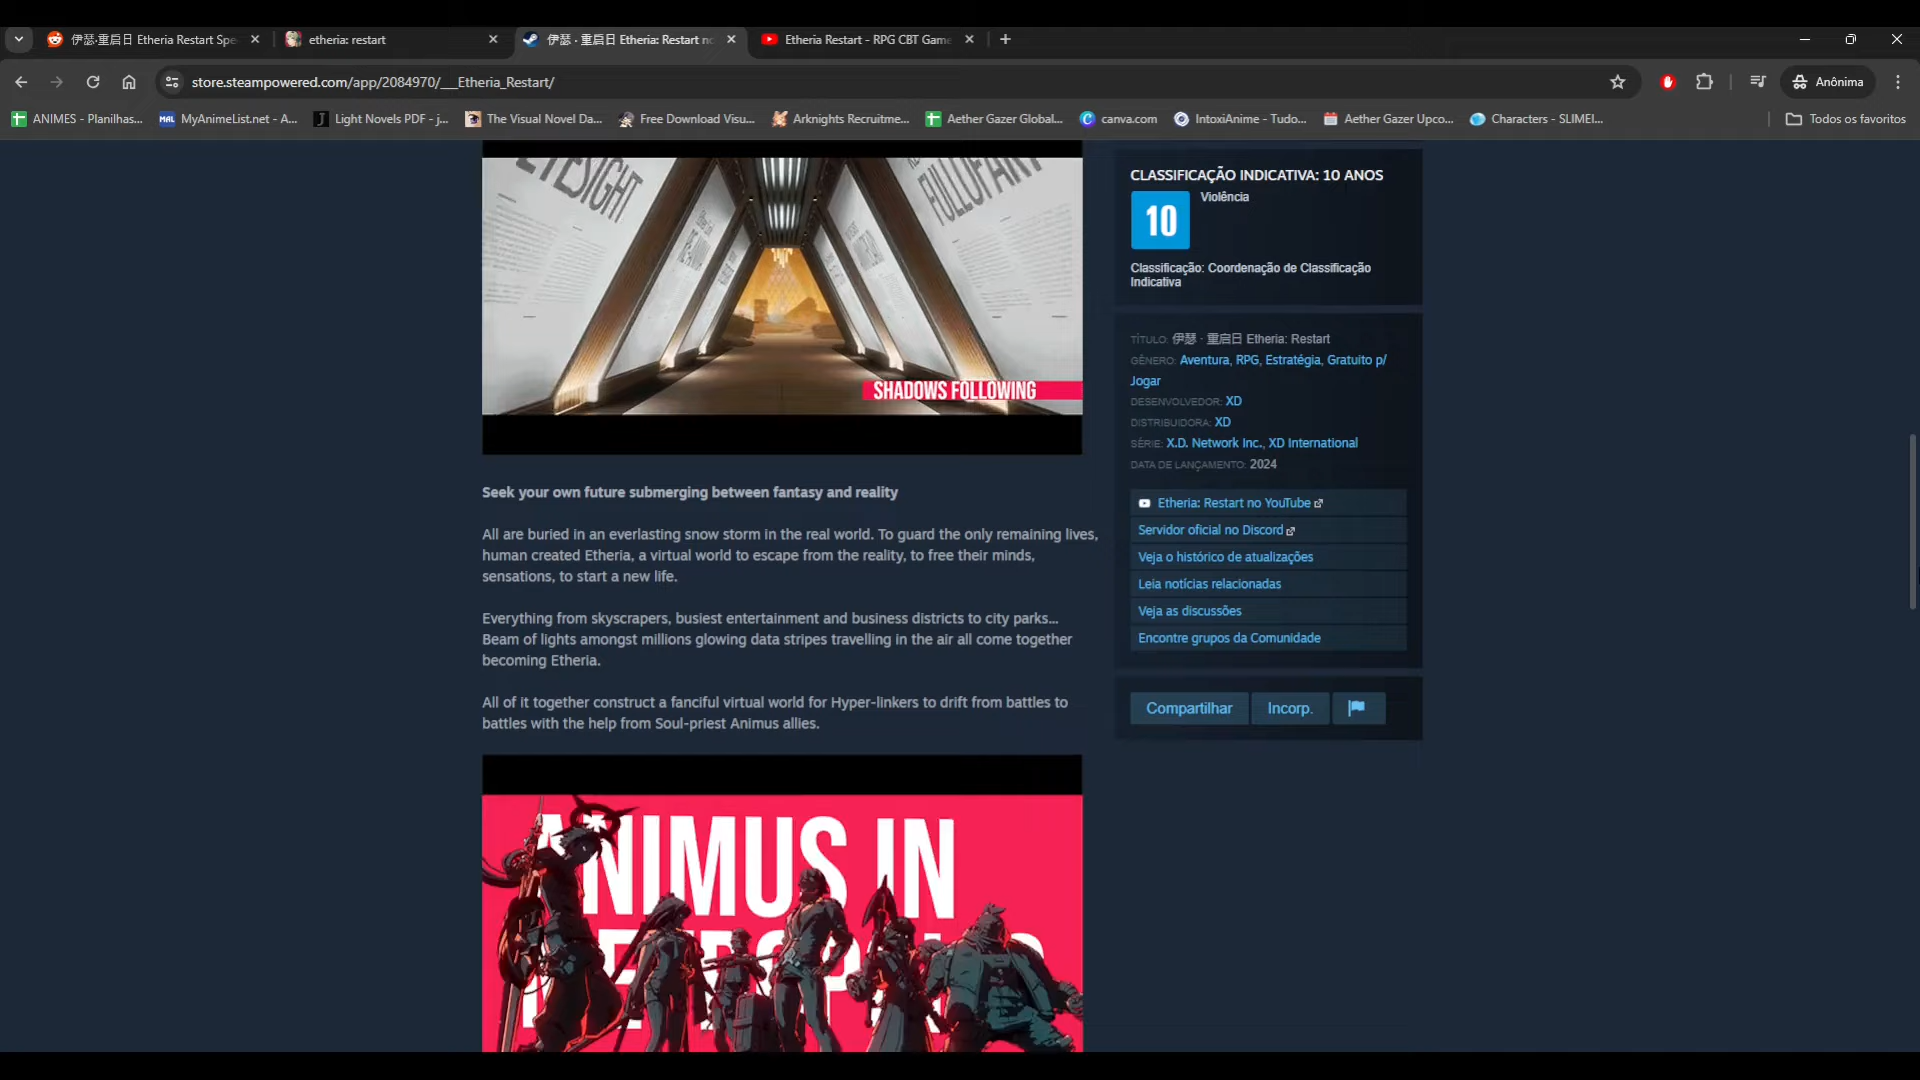 伊瑟·重启日 Etheria Restart Spe
etheria: restart
伊瑟 · 重启日 Etheria: Restart no
Etheria Restart - RPG CBT Game
store.steampowered.com/app/2084970/__Etheria_Restart/
Anônima
ANIMES - Planilhas...
MyAnimeList.net - A...
Light Novels PDF - j...
The Visual Novel Da...
Free Download Visu...
Arknights Recruitme...
Aether Gazer Global...
canva.com
IntoxiAnime - Tudo...
Aether Gazer Upco...
Characters - SLIMEI...
Todos os favoritos
EYESIGHT
SHADOWS FOLLOWING
Seek your own future submerging between fantasy and reality
All are buried in an everlasting snow storm in the real world. To guard the only remaining lives,
human created Etheria, a virtual world to escape from the reality, to free their minds,
sensations, to start a new life.
Everything from skyscrapers, busiest entertainment and business districts to city parks...
Beam of lights amongst millions glowing data stripes travelling in the air all come together
becoming Etheria.
All of it together construct a fanciful virtual world for Hyper-linkers to drift from battles to
battles with the help from Soul-priest Animus allies.
ANIMUS IN
CLASSIFICAÇÃO INDICATIVA: 10 ANOS
10
Violência
Classificação: Coordenação de Classificação
Indicativa
TÍTULO: 伊瑟 · 重启日 Etheria: Restart
GÊNERO: Aventura, RPG, Estratégia, Gratuito p/
Jogar
DESENVOLVEDOR: XD
DISTRIBUIDORA: XD
SÉRIE: X.D. Network Inc., XD International
DATA DE LANÇAMENTO: 2024
Etheria: Restart no YouTube
Servidor oficial no Discord
Veja o histórico de atualizações
Leia notícias relacionadas
Veja as discussões
Encontre grupos da Comunidade
Compartilhar
Incorp.